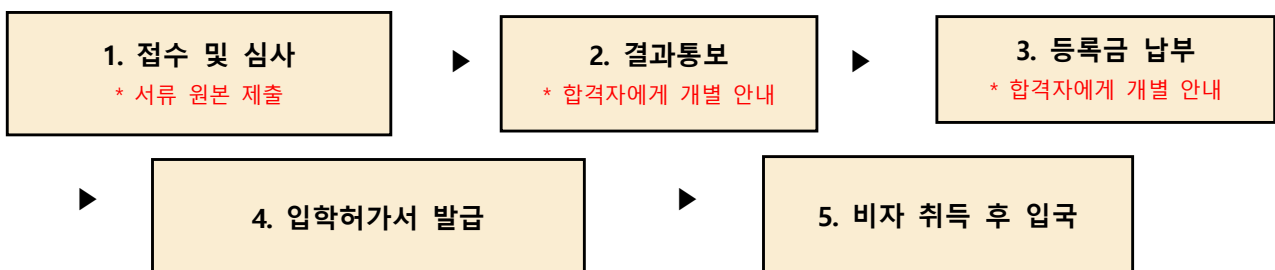 1. 접수 및 심사
* 서류 원본 제출
▶
2. 결과통보
* 합격자에게 개별 안내
▶
3. 등록금 납부
* 합격자에게 개별 안내
▶
4. 입학허가서 발급
▶
5. 비자 취득 후 입국